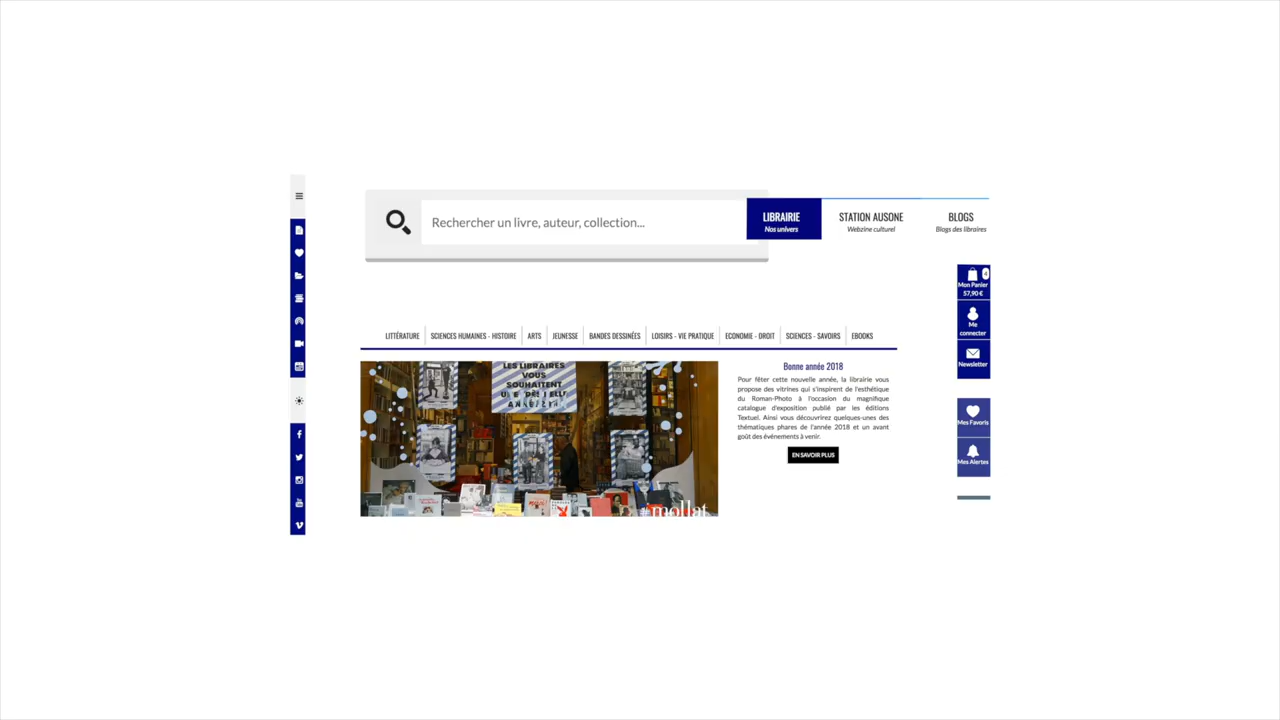 Rechercher un livre, auteur, collection...
LIBRAIRIE
Nos univers
STATION AUSONE
Webzine culturel
BLOGS
Blogs des libraires
4
Mon Panier
57,90 €
Me
connecter
Newsletter
Mes Favoris
Mes Alertes
LITTÉRATURE
SCIENCES HUMAINES - HISTOIRE
ARTS
JEUNESSE
BANDES DESSINÉES
LOISIRS - VIE PRATIQUE
ECONOMIE - DROIT
SCIENCES - SAVOIRS
EBOOKS
LES LIBRAIRES
VOUS
SOUHAITENT
#mollat
Bonne année 2018
Pour fêter cette nouvelle année, la librairie vous
propose des vitrines qui s'inspirent de l'esthétique
du Roman-Photo à l'occasion du magnifique
catalogue d'exposition publié par les éditions
Textuel. Ainsi vous découvrirez quelques-unes des
thématiques phares de l'année 2018 et un avant
goût des événements à venir.
EN SAVOIR PLUS